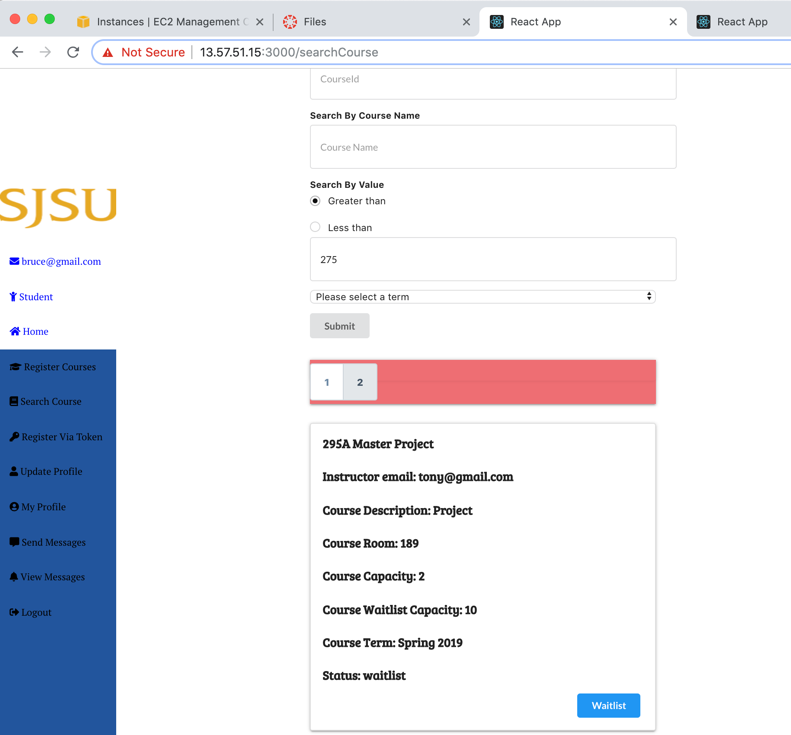 Instances | EC2 Management C
Files
React App
React App
Not Secure | 13.57.51.15:3000/searchCourse
CourseId
Search By Course Name
Course Name
Search By Value
Greater than
Less than
275
Please select a term
Submit
1 2
295A Master Project
Instructor email: tony@gmail.com
Course Description: Project
Course Room: 189
Course Capacity: 2
Course Waitlist Capacity: 10
Course Term: Spring 2019
Status: waitlist
Waitlist
SJSU
bruce@gmail.com
Student
Home
Register Courses
Search Course
Register Via Token
Update Profile
My Profile
Send Messages
View Messages
Logout